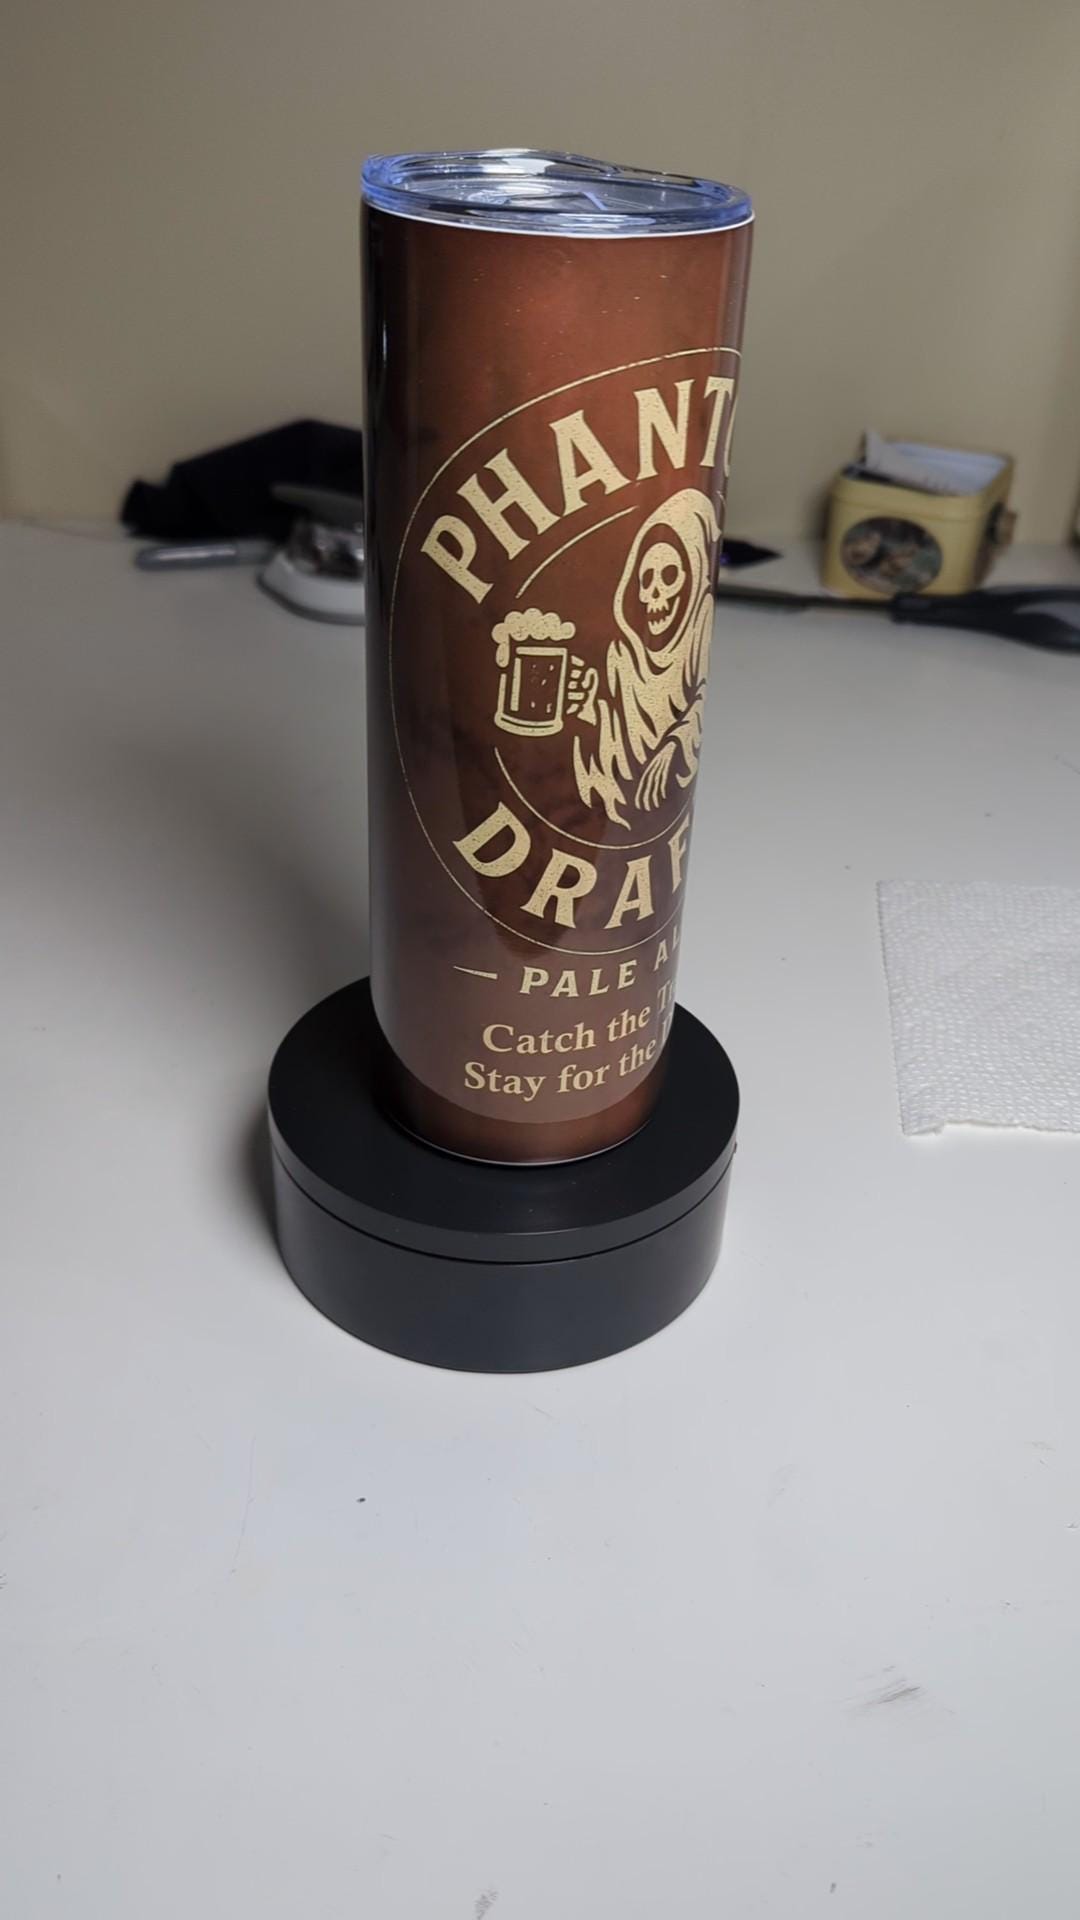 PHANT
DRAF
— PALE AL
Catch the
Stay for the